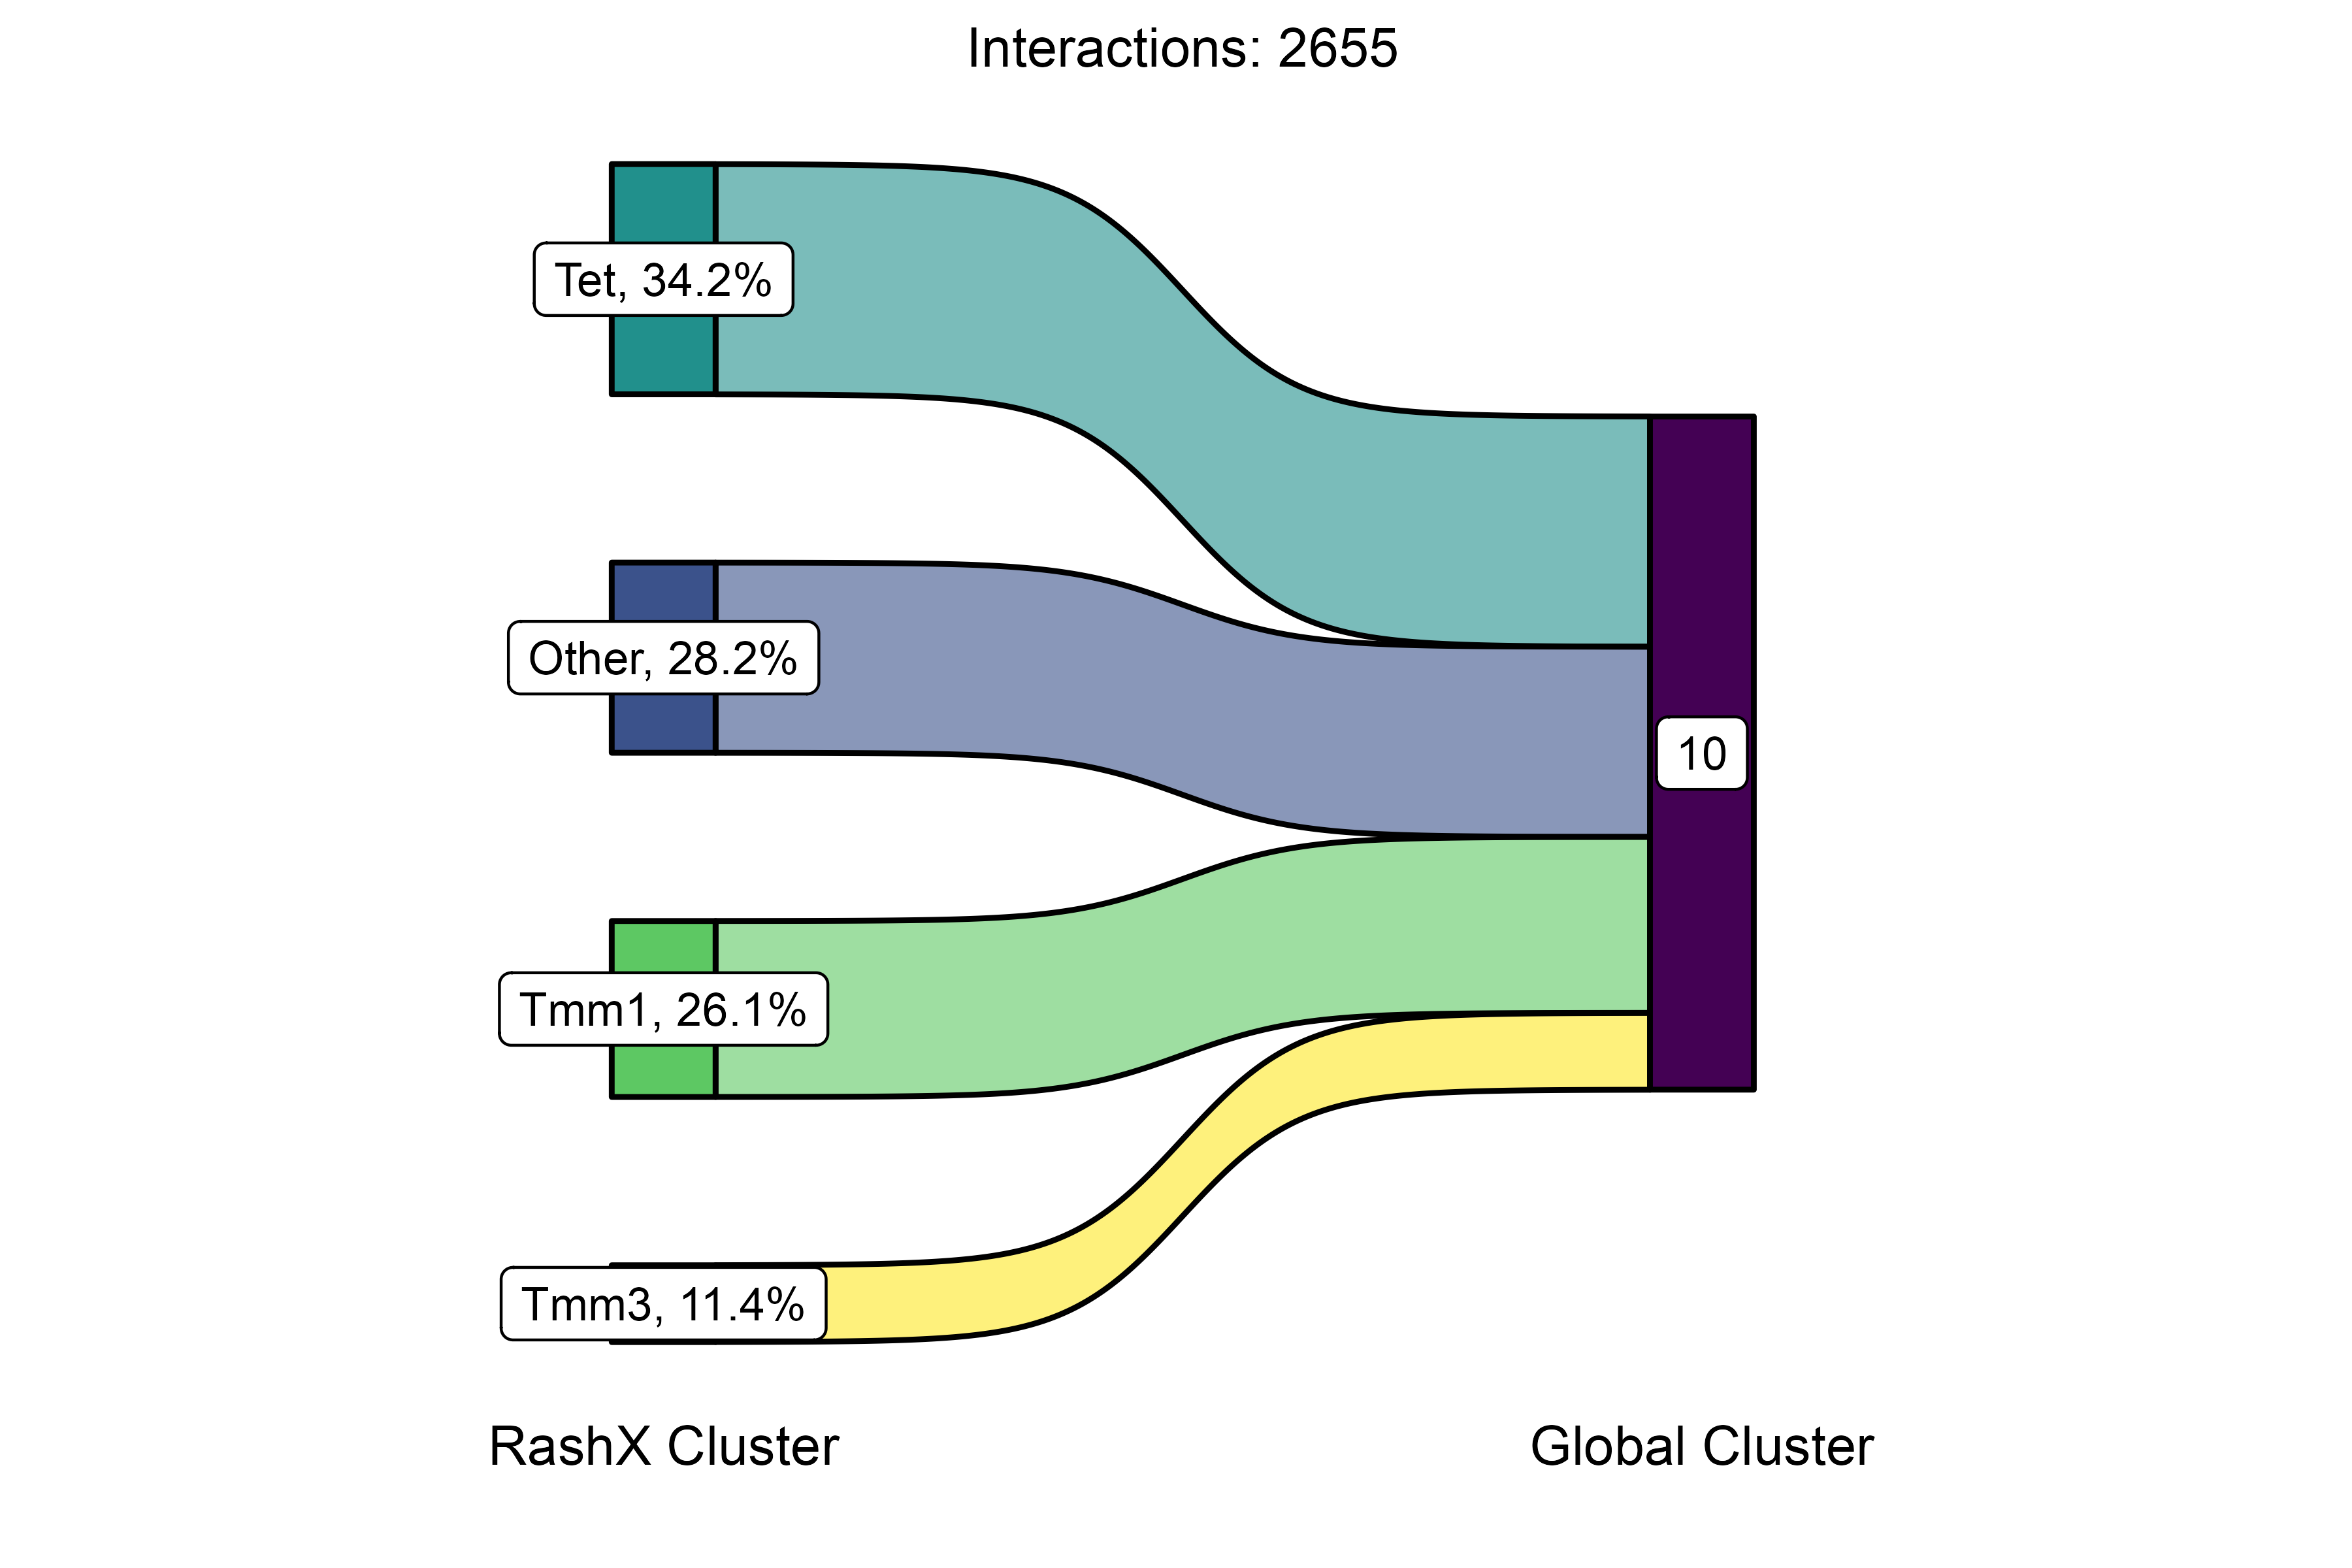 Interactions: 2655
Tet, 34.2%
Other, 28.2%
10
Tmm1, 26.1%
Tmm3, 11.4%
RashX Cluster
Global Cluster